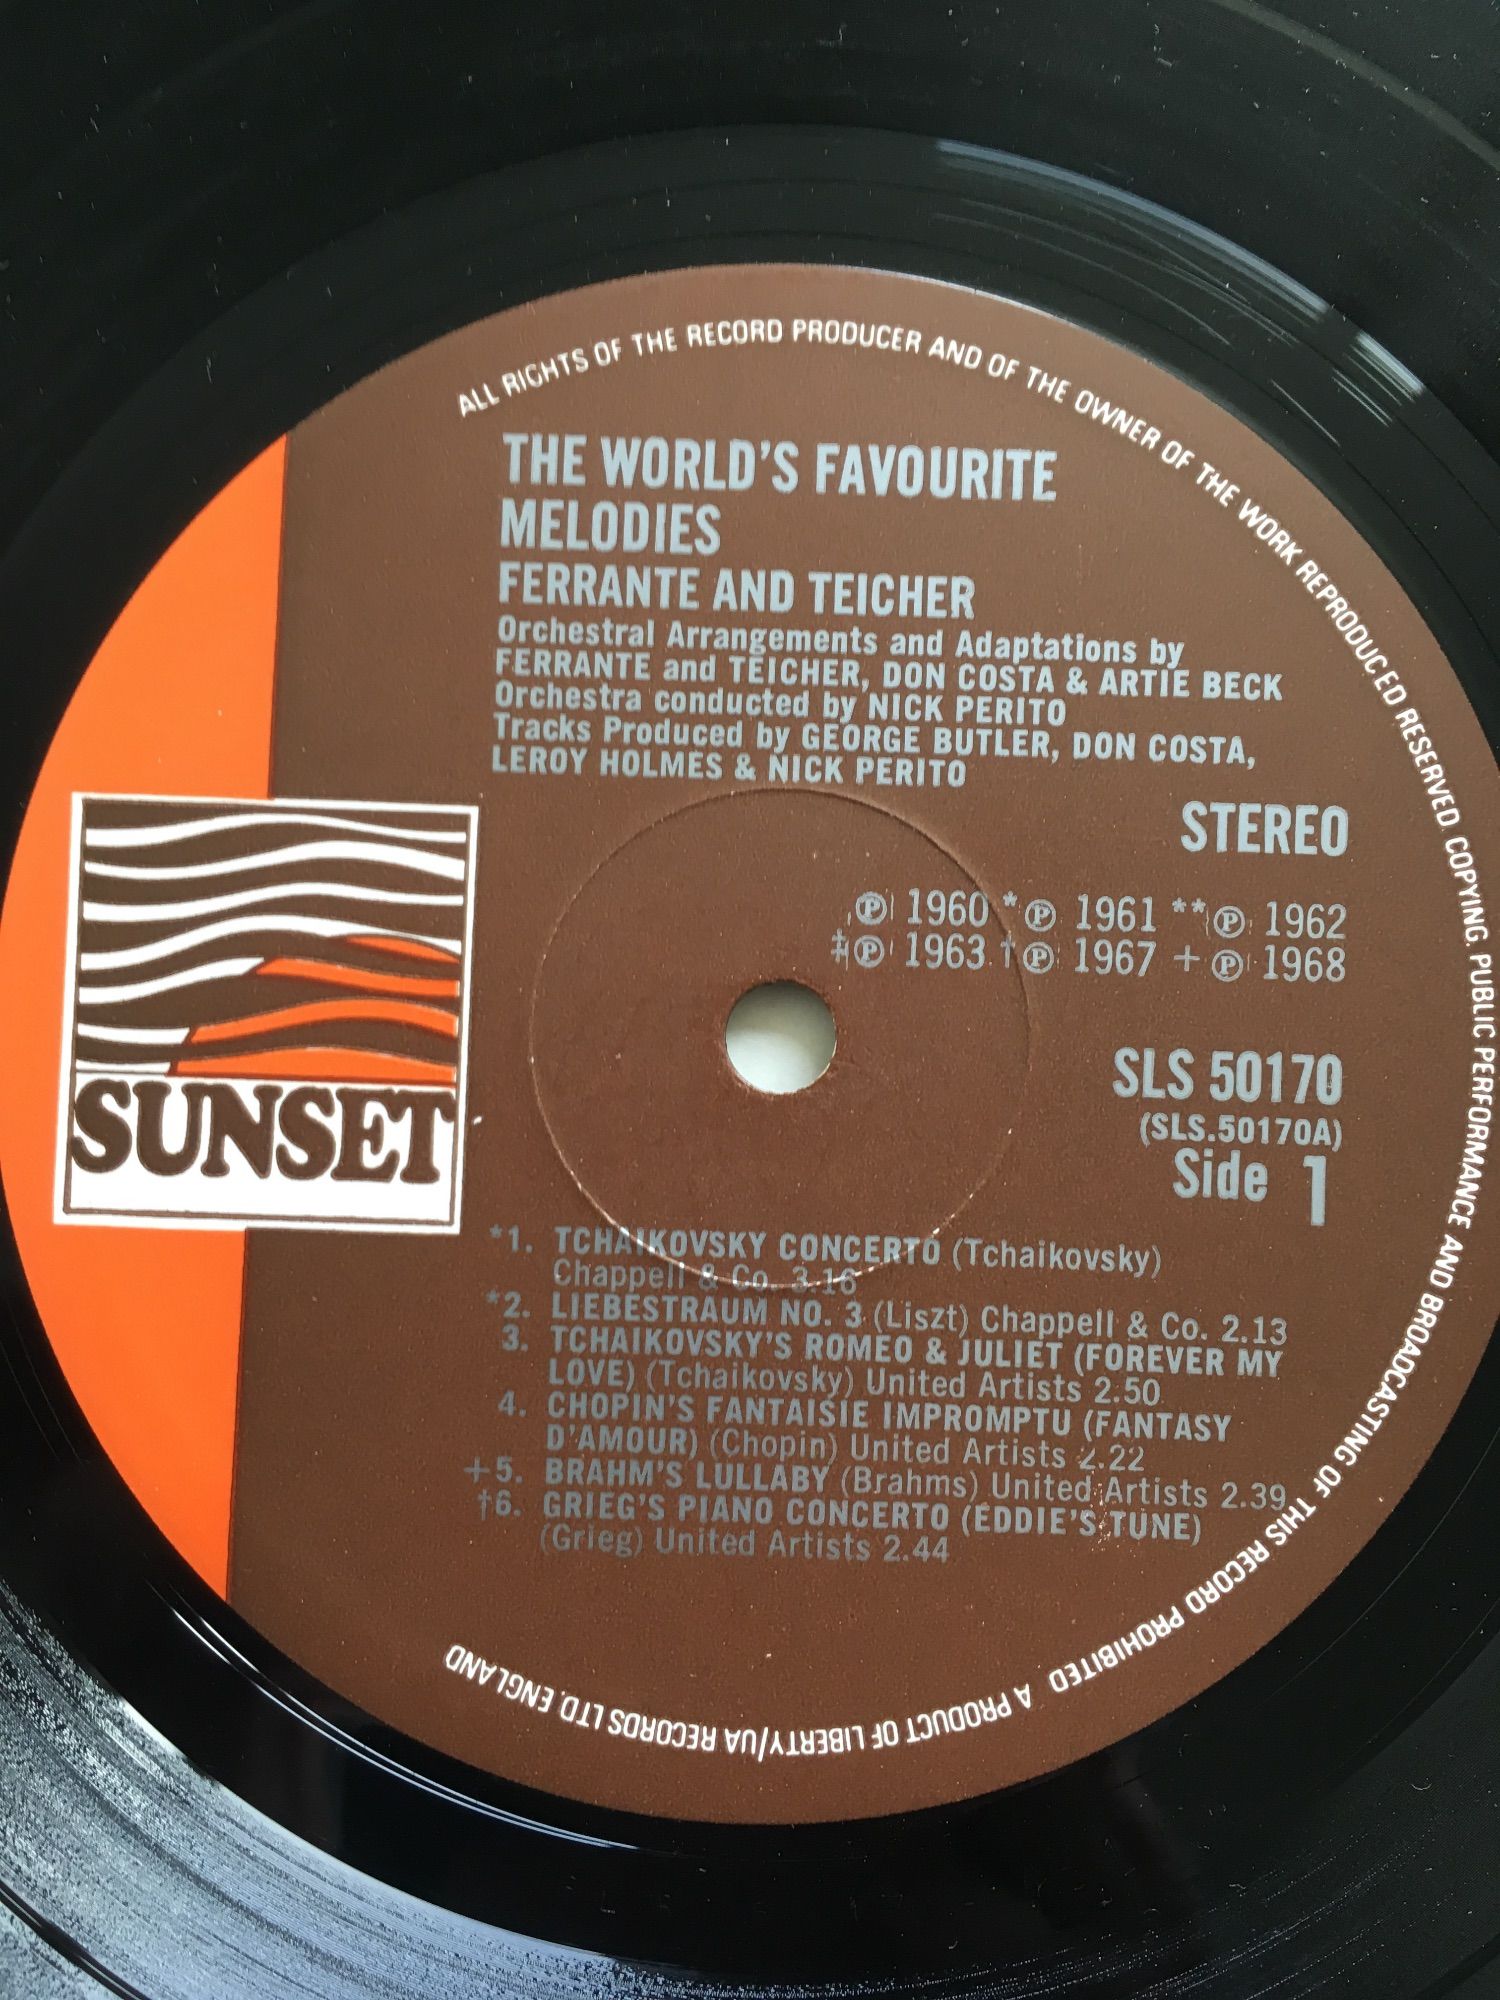 ALL RIGHTS OF THE RECORD PRODUCER AND OF THE OWNER OF THE WORK REPRODUCED RESERVED. COPYING, PUBLIC PERFORMANCE AND BROADCASTING OF THIS RECORD PROHIBITED
THE WORLD'S FAVOURITE
MELODIES
FERRANTE AND TEICHER
Orchestral Arrangements and Adaptations by
FERRANTE and TEICHER, DON COSTA & ARTIE BECK
Orchestra conducted by NICK PERITO
Tracks Produced by GEORGE BUTLER, DON COSTA,
LEROY HOLMES & NICK PERITO
STEREO
℗ 1960 *℗ 1961 **℗ 1962
‡℗ 1963 †℗ 1967 +℗ 1968
SUNSET
SLS 50170
(SLS.50170A)
Side 1
*1. TCHAIKOVSKY CONCERTO (Tchaikovsky)
Chappell & Co. 3.16
*2. LIEBESTRAUM NO. 3 (Liszt) Chappell & Co. 2.13
3. TCHAIKOVSKY'S ROMEO & JULIET (FOREVER MY
LOVE) (Tchaikovsky) United Artists 2.50
4. CHOPIN'S FANTAISIE IMPROMPTU (FANTASY
D'AMOUR) (Chopin) United Artists 2.22
+5. BRAHM'S LULLABY (Brahms) United Artists 2.39
†6. GRIEG'S PIANO CONCERTO (EDDIE'S TUNE)
(Grieg) United Artists 2.44
A PRODUCT OF LIBERTY/UA RECORDS LTD. ENGLAND